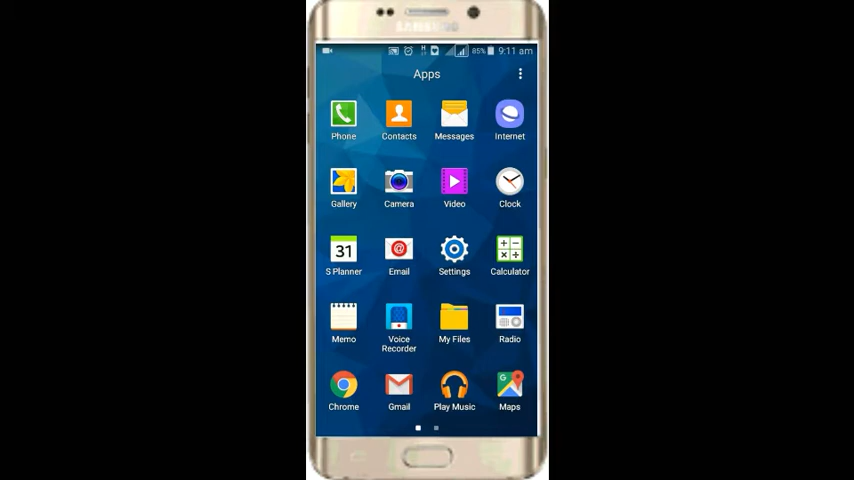 SAMSUNG
85% 9:11 am
Apps
Phone Contacts Messages Internet
Gallery Camera Video Clock
31
S Planner Email Settings Calculator
Memo Voice Recorder My Files Radio
Chrome Gmail Play Music Maps